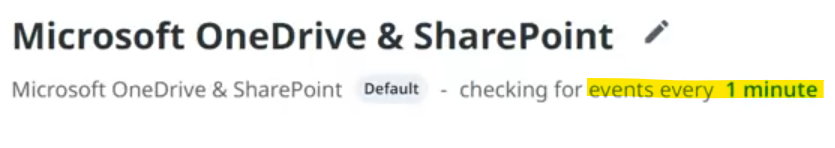 Microsoft OneDrive & SharePoint
Microsoft OneDrive & SharePoint Default - checking for events every 1 minute